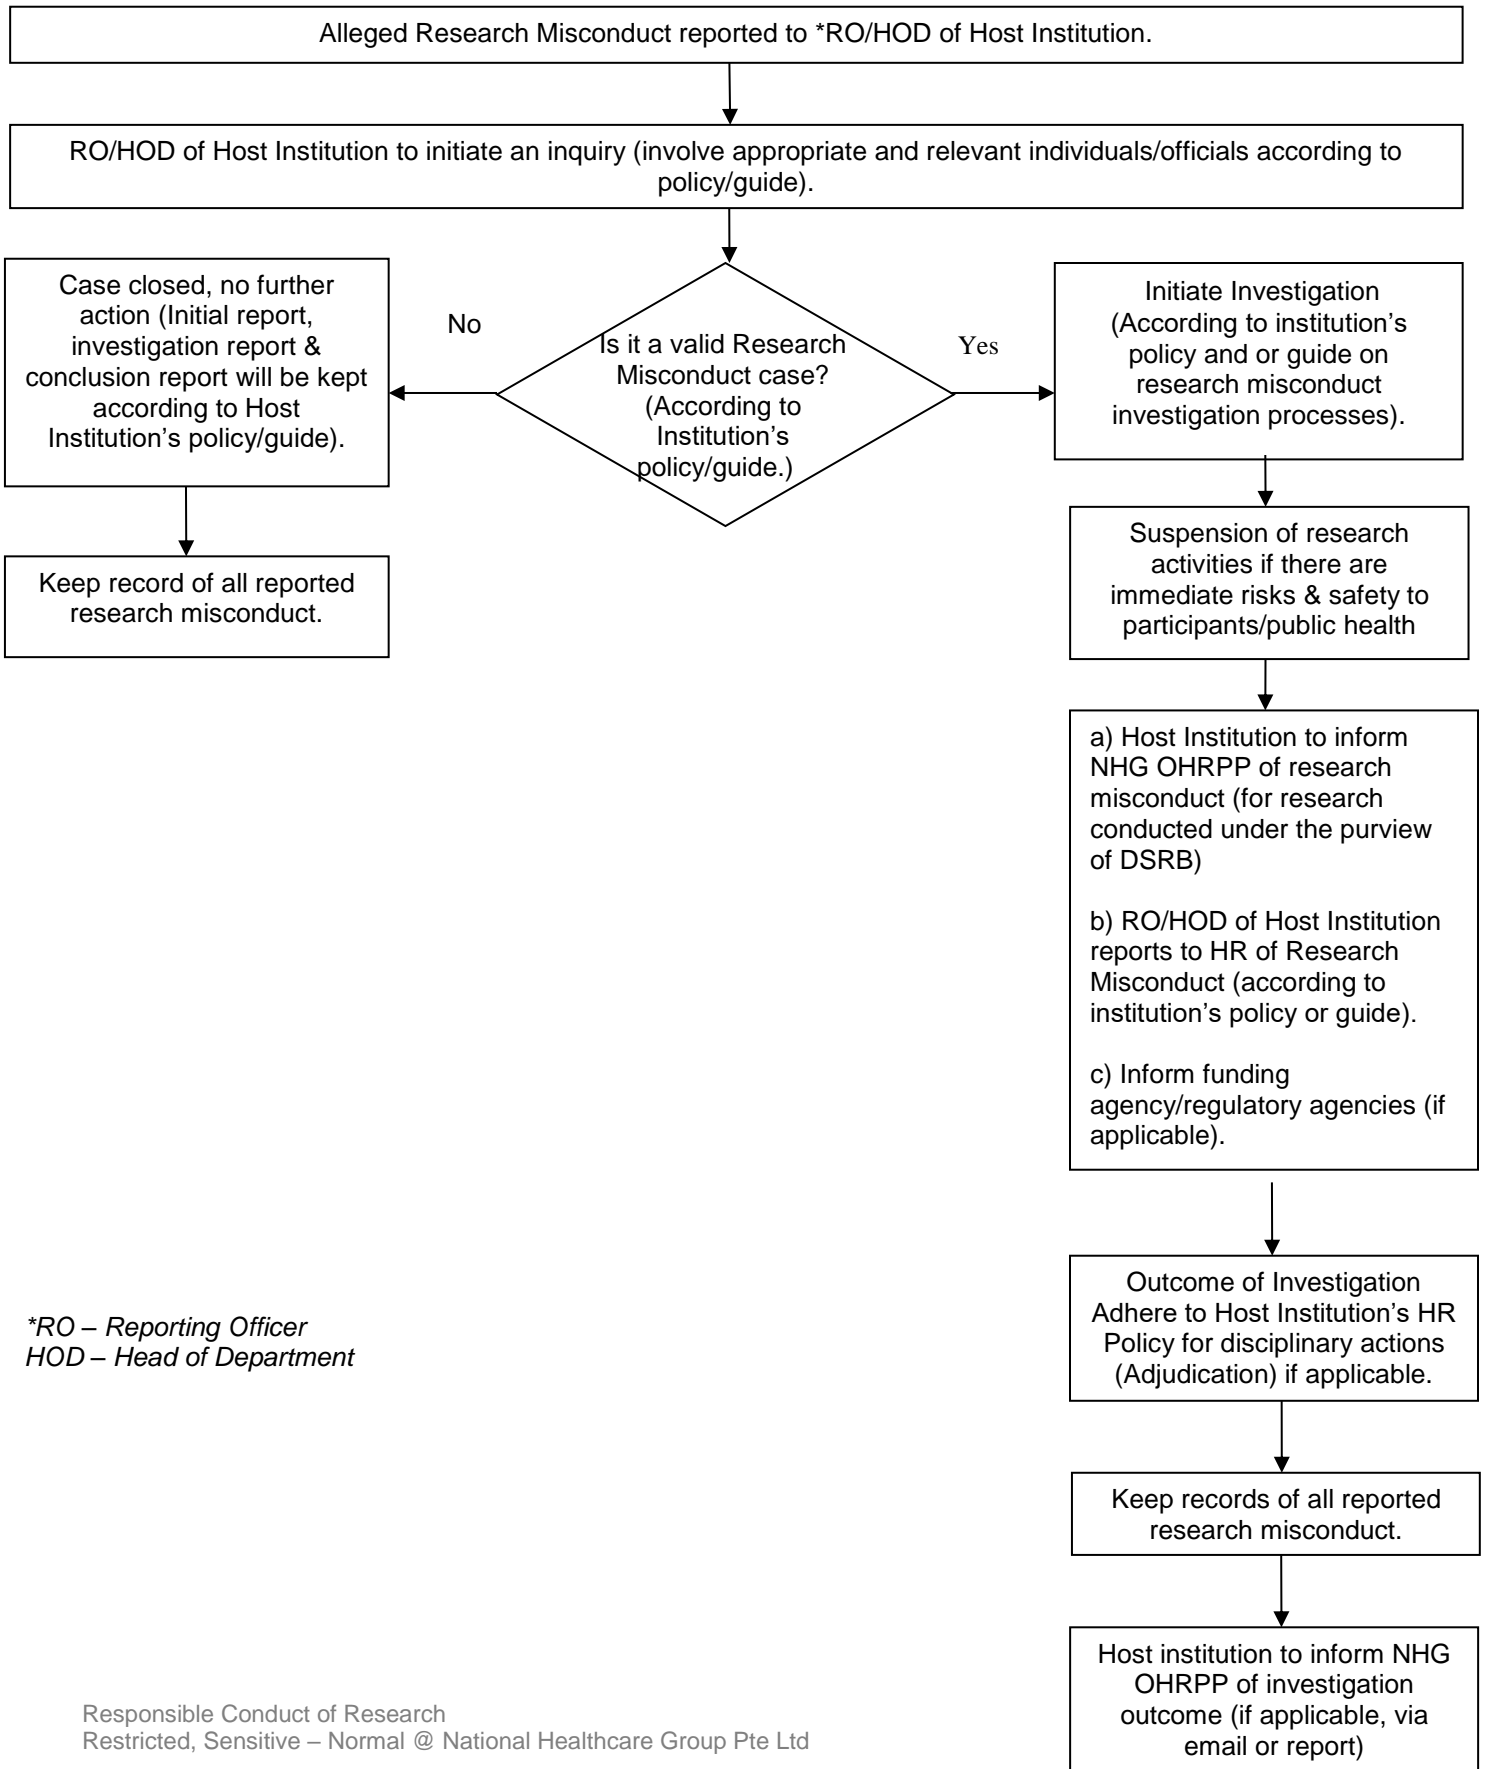 Alleged Research Misconduct reported to *RO/HOD of Host Institution.
RO/HOD of Host Institution to initiate an inquiry (involve appropriate and relevant individuals/officials according to
policy/guide).
Case closed, no further
action (Initial report,
investigation report &
conclusion report will be kept
according to Host
Institution’s policy/guide).
No
Is it a valid Research
Misconduct case?
(According to
Institution’s
policy/guide.)
Yes
Initiate Investigation
(According to institution’s
policy and or guide on
research misconduct
investigation processes).
Keep record of all reported
research misconduct.
Suspension of research
activities if there are
immediate risks & safety to
participants/public health
a) Host Institution to inform
NHG OHRPP of research
misconduct (for research
conducted under the purview
of DSRB)
b) RO/HOD of Host Institution
reports to HR of Research
Misconduct (according to
institution’s policy or guide).
c) Inform funding
agency/regulatory agencies (if
applicable).
Outcome of Investigation
Adhere to Host Institution’s HR
Policy for disciplinary actions
(Adjudication) if applicable.
*RO – Reporting Officer
HOD – Head of Department
Keep records of all reported
research misconduct.
Host institution to inform NHG
OHRPP of investigation
outcome (if applicable, via
email or report)
Responsible Conduct of Research
Restricted, Sensitive – Normal @ National Healthcare Group Pte Ltd